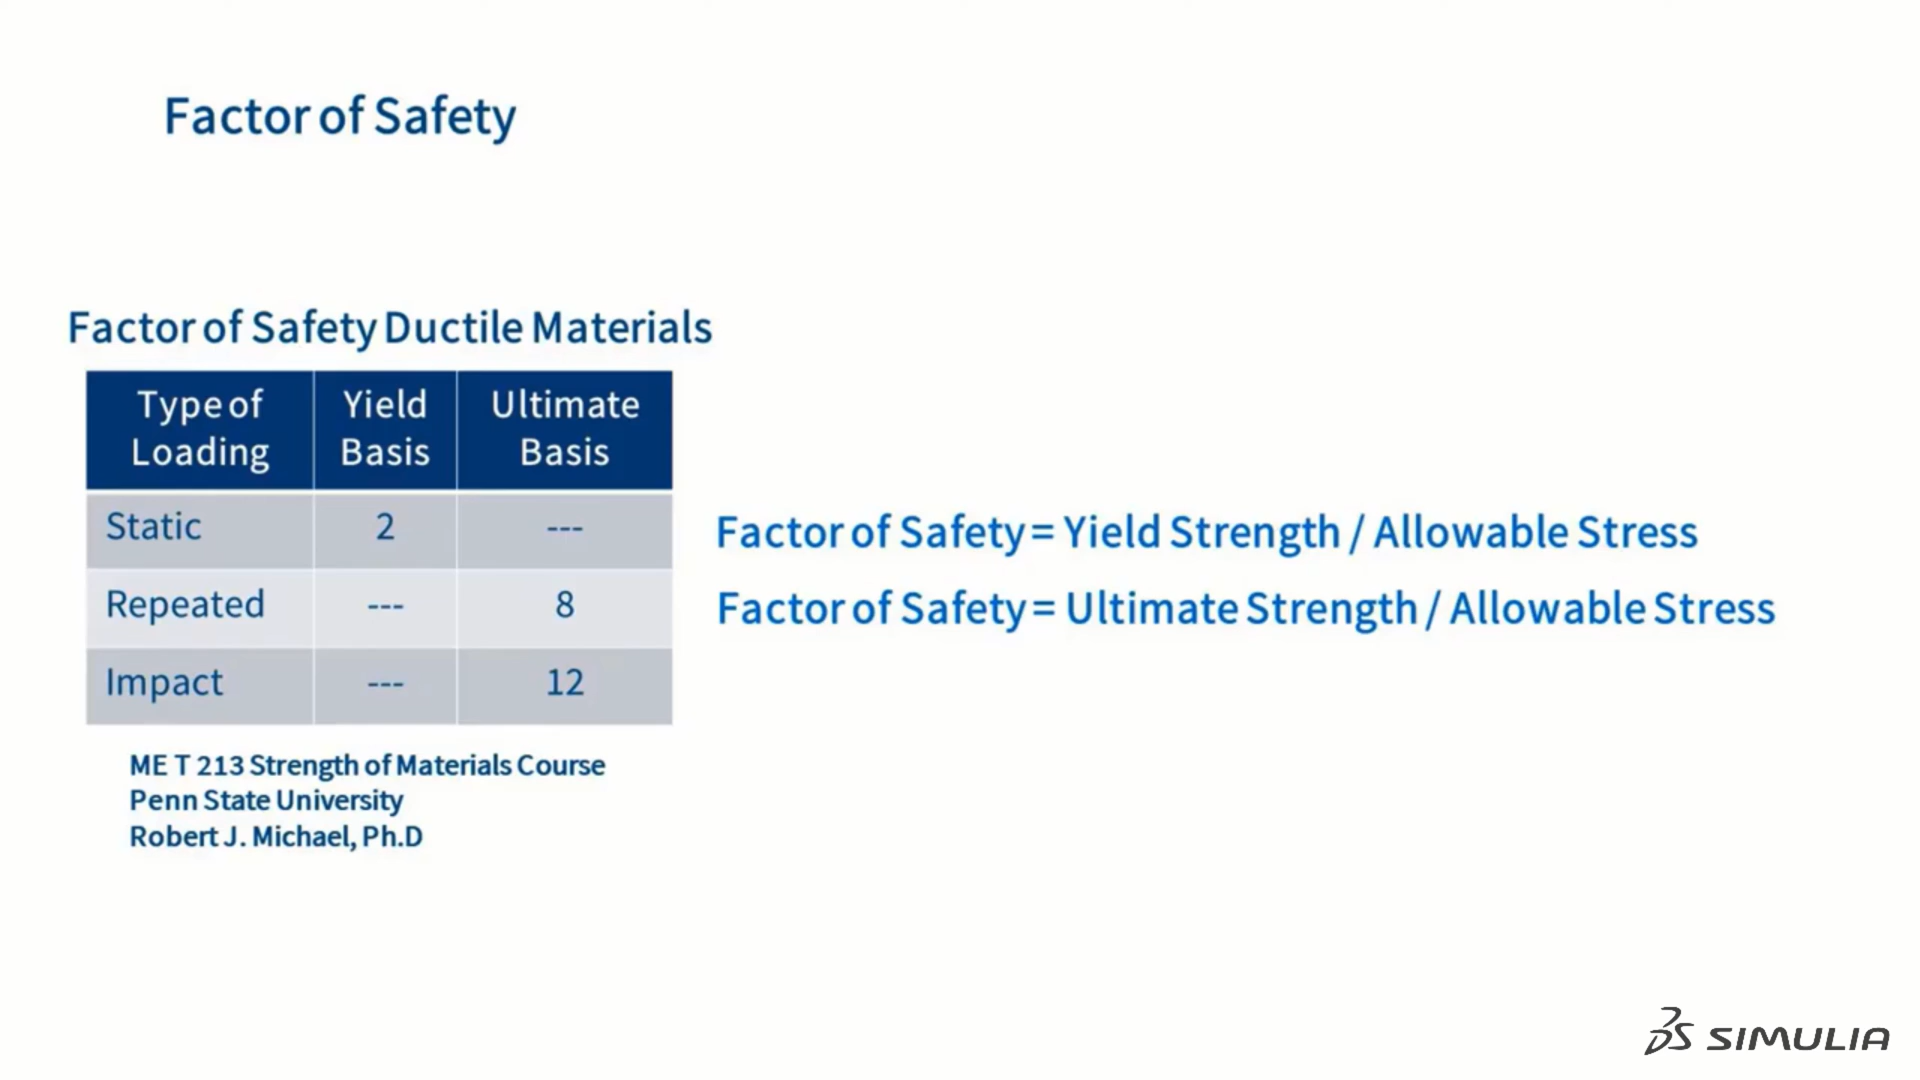 Factor of Safety
Factor of Safety Ductile Materials
Type of Loading
Yield Basis
Ultimate Basis
Static 2 ---
Repeated --- 8
Impact --- 12
Factor of Safety = Yield Strength / Allowable Stress
Factor of Safety = Ultimate Strength / Allowable Stress
ME T 213 Strength of Materials Course
Penn State University
Robert J. Michael, Ph.D
3DS SIMULIA